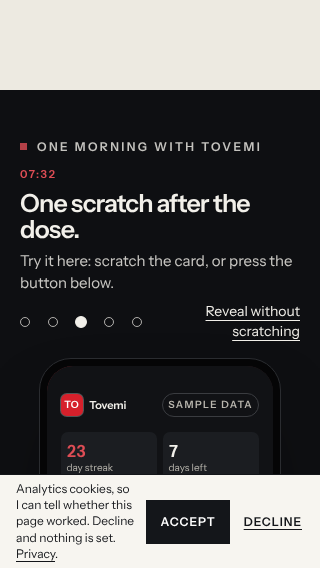 ONE MORNING WITH TOVEMI
07:32
One scratch after the
dose.
Try it here: scratch the card, or press the
button below.
Reveal without
scratching
TO Tovemi SAMPLE DATA
23 7
day streak days left
Analytics cookies, so
I can tell whether this
page worked. Decline
and nothing is set.
Privacy.
ACCEPT DECLINE